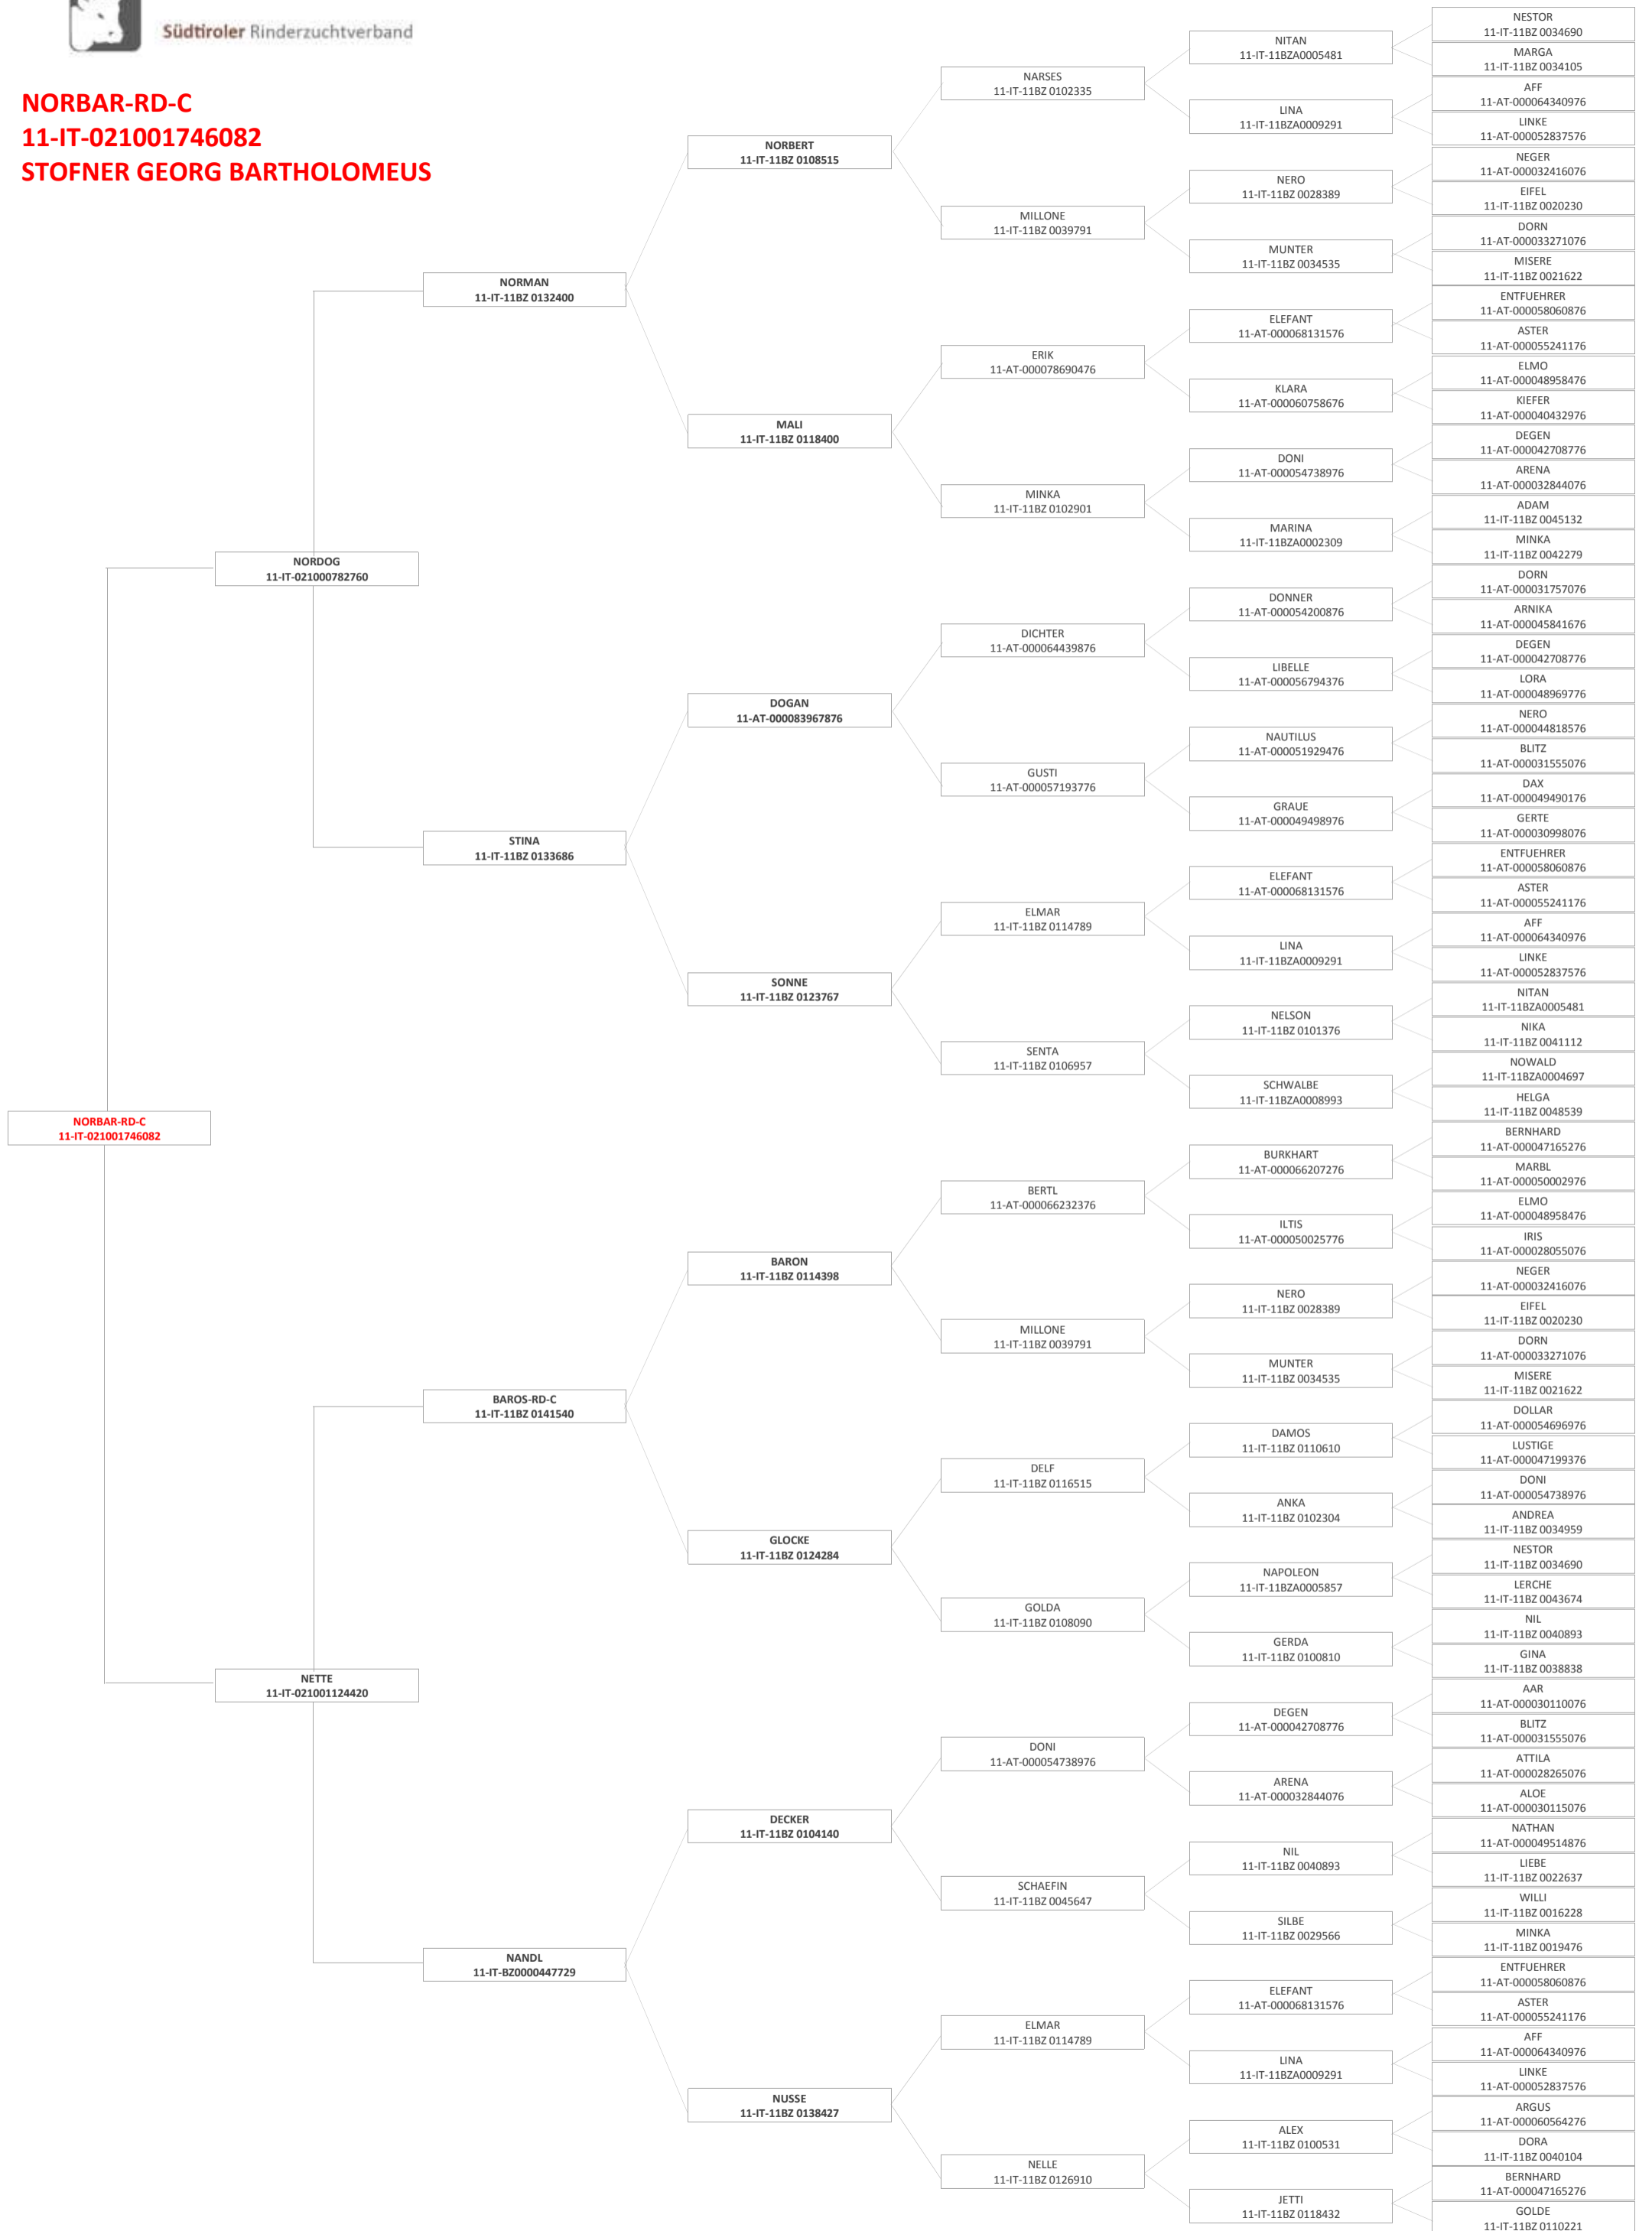 Südtiroler Rinderzuchtverband
NORBAR-RD-C
11-IT-021001746082
STOFNER GEORG BARTHOLOMEUS
NORBAR-RD-C
11-IT-021001746082
NORDOG
11-IT-021000782760
NETTE
11-IT-021001124420
NORMAN
11-IT-11BZ 0132400
STINA
11-IT-11BZ 0133686
BAROS-RD-C
11-IT-11BZ 0141540
NANDL
11-IT-BZ0000447729
NORBERT
11-IT-11BZ 0108515
MALI
11-IT-11BZ 0118400
DOGAN
11-AT-000083967876
SONNE
11-IT-11BZ 0123767
BARON
11-IT-11BZ 0114398
GLOCKE
11-IT-11BZ 0124284
DECKER
11-IT-11BZ 0104140
NUSSE
11-IT-11BZ 0138427
NARSES
11-IT-11BZ 0102335
MILLONE
11-IT-11BZ 0039791
ERIK
11-AT-000078690476
MINKA
11-IT-11BZ 0102901
DICHTER
11-AT-000064439876
GUSTI
11-AT-000057193776
ELMAR
11-IT-11BZ 0114789
SENTA
11-IT-11BZ 0106957
BERTL
11-AT-000066232376
MILLONE
11-IT-11BZ 0039791
DELF
11-IT-11BZ 0116515
GOLDA
11-IT-11BZ 0108090
DONI
11-AT-000054738976
SCHAEFIN
11-IT-11BZ 0045647
ELMAR
11-IT-11BZ 0114789
NELLE
11-IT-11BZ 0126910
NITAN
11-IT-11BZA0005481
LINA
11-IT-11BZA0009291
NERO
11-IT-11BZ 0028389
MUNTER
11-IT-11BZ 0034535
ELEFANT
11-AT-000068131576
KLARA
11-AT-000060758676
DONI
11-AT-000054738976
MARINA
11-IT-11BZA0002309
DONNER
11-AT-000054200876
LIBELLE
11-AT-000056794376
NAUTILUS
11-AT-000051929476
GRAUE
11-AT-000049498976
ELEFANT
11-AT-000068131576
LINA
11-IT-11BZA0009291
NELSON
11-IT-11BZ 0101376
SCHWALBE
11-IT-11BZA0008993
BURKHART
11-AT-000066207276
ILTIS
11-AT-000050025776
NERO
11-IT-11BZ 0028389
MUNTER
11-IT-11BZ 0034535
DAMOS
11-IT-11BZ 0110610
ANKA
11-IT-11BZ 0102304
NAPOLEON
11-IT-11BZA0005857
GERDA
11-IT-11BZ 0100810
DEGEN
11-AT-000042708776
ARENA
11-AT-000032844076
NIL
11-IT-11BZ 0040893
SILBE
11-IT-11BZ 0029566
ELEFANT
11-AT-000068131576
LINA
11-IT-11BZA0009291
ALEX
11-IT-11BZ 0100531
JETTI
11-IT-11BZ 0118432
NESTOR
11-IT-11BZ 0034690
MARGA
11-IT-11BZ 0034105
AFF
11-AT-000064340976
LINKE
11-AT-000052837576
NEGER
11-AT-000032416076
EIFEL
11-IT-11BZ 0020230
DORN
11-AT-000033271076
MISERE
11-IT-11BZ 0021622
ENTFUEHRER
11-AT-000058060876
ASTER
11-AT-000055241176
ELMO
11-AT-000048958476
KIEFER
11-AT-000040432976
DEGEN
11-AT-000042708776
ARENA
11-AT-000032844076
ADAM
11-IT-11BZ 0045132
MINKA
11-IT-11BZ 0042279
DORN
11-AT-000031757076
ARNIKA
11-AT-000045841676
DEGEN
11-AT-000042708776
LORA
11-AT-000048969776
NERO
11-AT-000044818576
BLITZ
11-AT-000031555076
DAX
11-AT-000049490176
GERTE
11-AT-000030998076
ENTFUEHRER
11-AT-000058060876
ASTER
11-AT-000055241176
AFF
11-AT-000064340976
LINKE
11-AT-000052837576
NITAN
11-IT-11BZA0005481
NIKA
11-IT-11BZ 0041112
NOWALD
11-IT-11BZA0004697
HELGA
11-IT-11BZ 0048539
BERNHARD
11-AT-000047165276
MARBL
11-AT-000050002976
ELMO
11-AT-000048958476
IRIS
11-AT-000028055076
NEGER
11-AT-000032416076
EIFEL
11-IT-11BZ 0020230
DORN
11-AT-000033271076
MISERE
11-IT-11BZ 0021622
DOLLAR
11-AT-000054696976
LUSTIGE
11-AT-000047199376
DONI
11-AT-000054738976
ANDREA
11-IT-11BZ 0034959
NESTOR
11-IT-11BZ 0034690
LERCHE
11-IT-11BZ 0043674
NIL
11-IT-11BZ 0040893
GINA
11-IT-11BZ 0038838
AAR
11-AT-000030110076
BLITZ
11-AT-000031555076
ATTILA
11-AT-000028265076
ALOE
11-AT-000030115076
NATHAN
11-AT-000049514876
LIEBE
11-IT-11BZ 0022637
WILLI
11-IT-11BZ 0016228
MINKA
11-IT-11BZ 0019476
ENTFUEHRER
11-AT-000058060876
ASTER
11-AT-000055241176
AFF
11-AT-000064340976
LINKE
11-AT-000052837576
ARGUS
11-AT-000060564276
DORA
11-IT-11BZ 0040104
BERNHARD
11-AT-000047165276
GOLDE
11-IT-11BZ 0110221